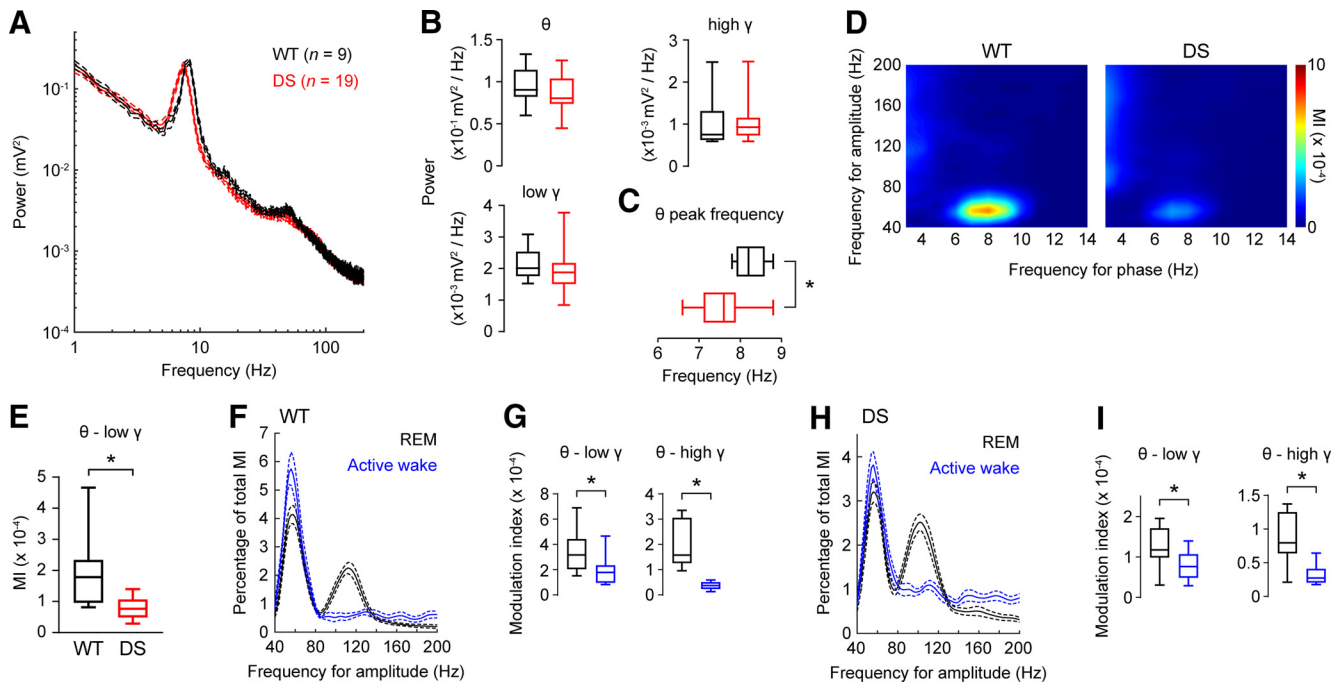 A
WT (n = 9)
DS (n = 19)
Power (mV²)
10⁻¹
10⁻²
10⁻³
10⁻⁴
1
10
100
Frequency (Hz)
B
θ
(x10⁻¹ mV² / Hz)
1.5
1
0.5
0
high γ
(x10⁻³ mV² / Hz)
3
2
1
0
Power
low γ
(x10⁻³ mV² / Hz)
4
3
2
1
0
C
θ peak frequency
*
6 7 8 9
Frequency (Hz)
D
WT
DS
Frequency for amplitude (Hz)
200
160
120
80
60
40
4 6 8 10 14
4 6 8 10 14
Frequency for phase (Hz)
10
MI (x 10⁻⁴)
0
E
θ - low γ
*
MI (x 10⁻⁴)
5
4
3
2
1
0
WT DS
F
WT
REM
Active wake
Percentage of total MI
7
6
5
4
3
2
1
0
40 80 120 160 200
Frequency for amplitude (Hz)
G
θ - low γ
*
θ - high γ
*
Modulation index (x 10⁻⁴)
8
6
4
2
0
4
3
2
1
0
H
DS
REM
Active wake
Percentage of total MI
4
3
2
1
0
40 80 120 160 200
Frequency for amplitude (Hz)
I
θ - low γ
*
θ - high γ
*
Modulation index (x 10⁻⁴)
2
1
0
1.5
1
0.5
0